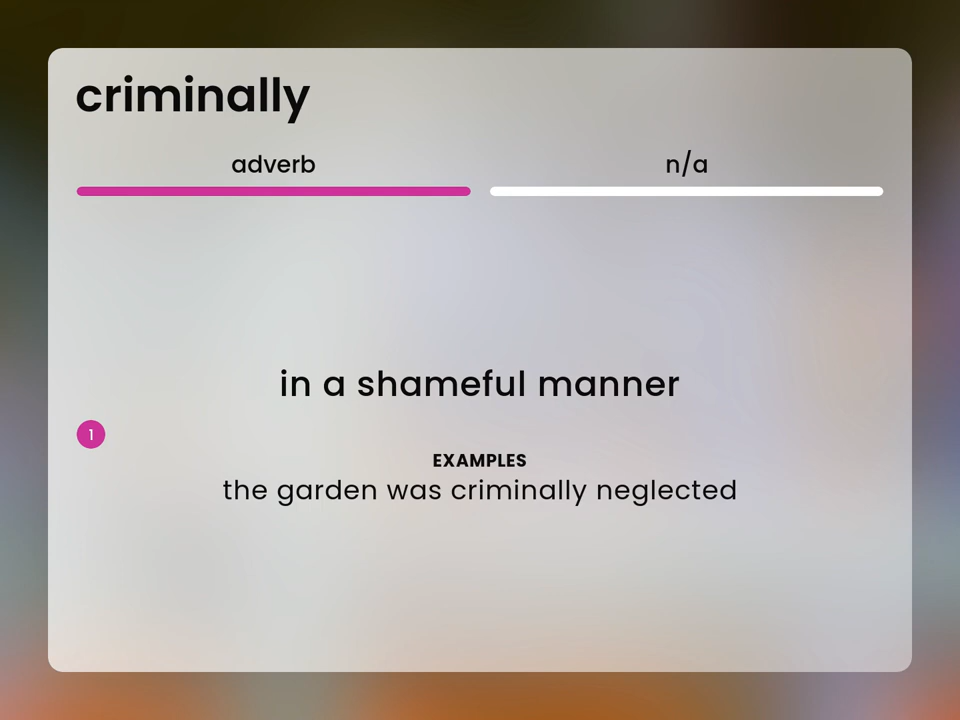 criminally
adverb
n/a
in a shameful manner
1
EXAMPLES
the garden was criminally neglected